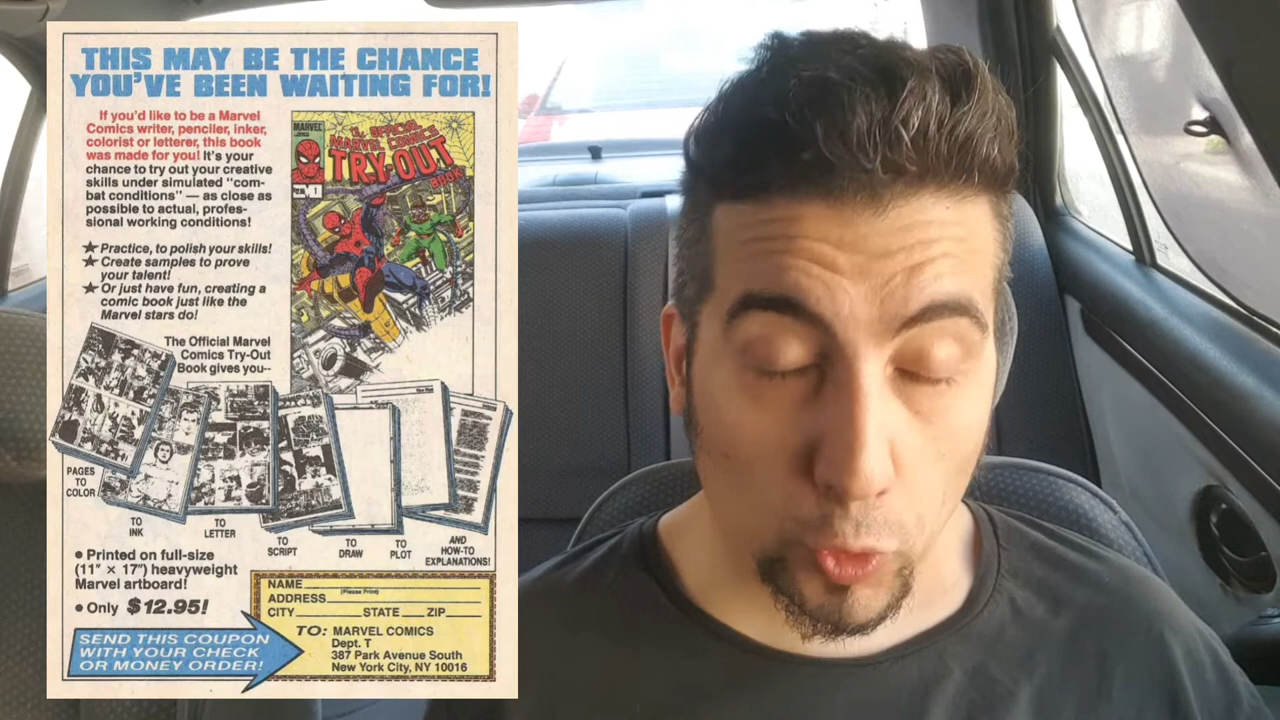 THIS MAY BE THE CHANCE
YOU'VE BEEN WAITING FOR!
If you'd like to be a Marvel
Comics writer, penciler, inker,
colorist or letterer, this book
was made for you! It's your
chance to try out your creative
skills under simulated "com-
bat conditions" — as close as
possible to actual, profes-
sional working conditions!
★ Practice, to polish your skills!
★ Create samples to prove
your talent!
★ Or just have fun, creating a
comic book just like the
Marvel stars do!
MARVEL
OFFICIAL
MARVEL COMICS
TRY-OUT
BOOK
1
The Official Marvel
Comics Try-Out
Book gives you--
PAGES
TO
COLOR
TO
INK
TO
LETTER
TO
SCRIPT
TO
DRAW
TO
PLOT
AND
HOW-TO
EXPLANATIONS!
● Printed on full-size
(11" × 17") heavyweight
Marvel artboard!
● Only $12.95!
SEND THIS COUPON
WITH YOUR CHECK
OR MONEY ORDER!
NAME
(Please Print)
ADDRESS
CITY STATE ZIP
TO: MARVEL COMICS
Dept. T
387 Park Avenue South
New York City, NY 10016